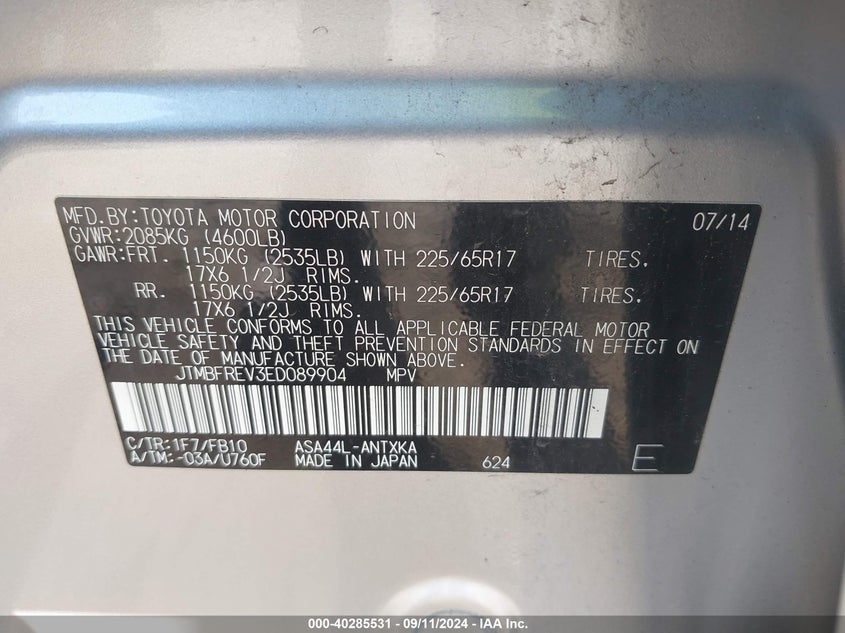 MFD.BY:TOYOTA MOTOR CORPORATION 07/14
GVWR:2085KG (4600LB)
GAWR:FRT. 1150KG (2535LB) WITH 225/65R17 TIRES.
17X6 1/2J RIMS.
RR. 1150KG (2535LB) WITH 225/65R17 TIRES.
17X6 1/2J RIMS.
THIS VEHICLE CONFORMS TO ALL APPLICABLE FEDERAL MOTOR
VEHICLE SAFETY AND THEFT PREVENTION STANDARDS IN EFFECT ON
THE DATE OF MANUFACTURE SHOWN ABOVE.
JTMBFREV3ED089904 MPV
C/TR:1F7/FB10 ASA44L-ANTXKA
A/TM:-03A/U760F MADE IN JAPAN 624 E
000-40285531 - 09/11/2024 - IAA Inc.